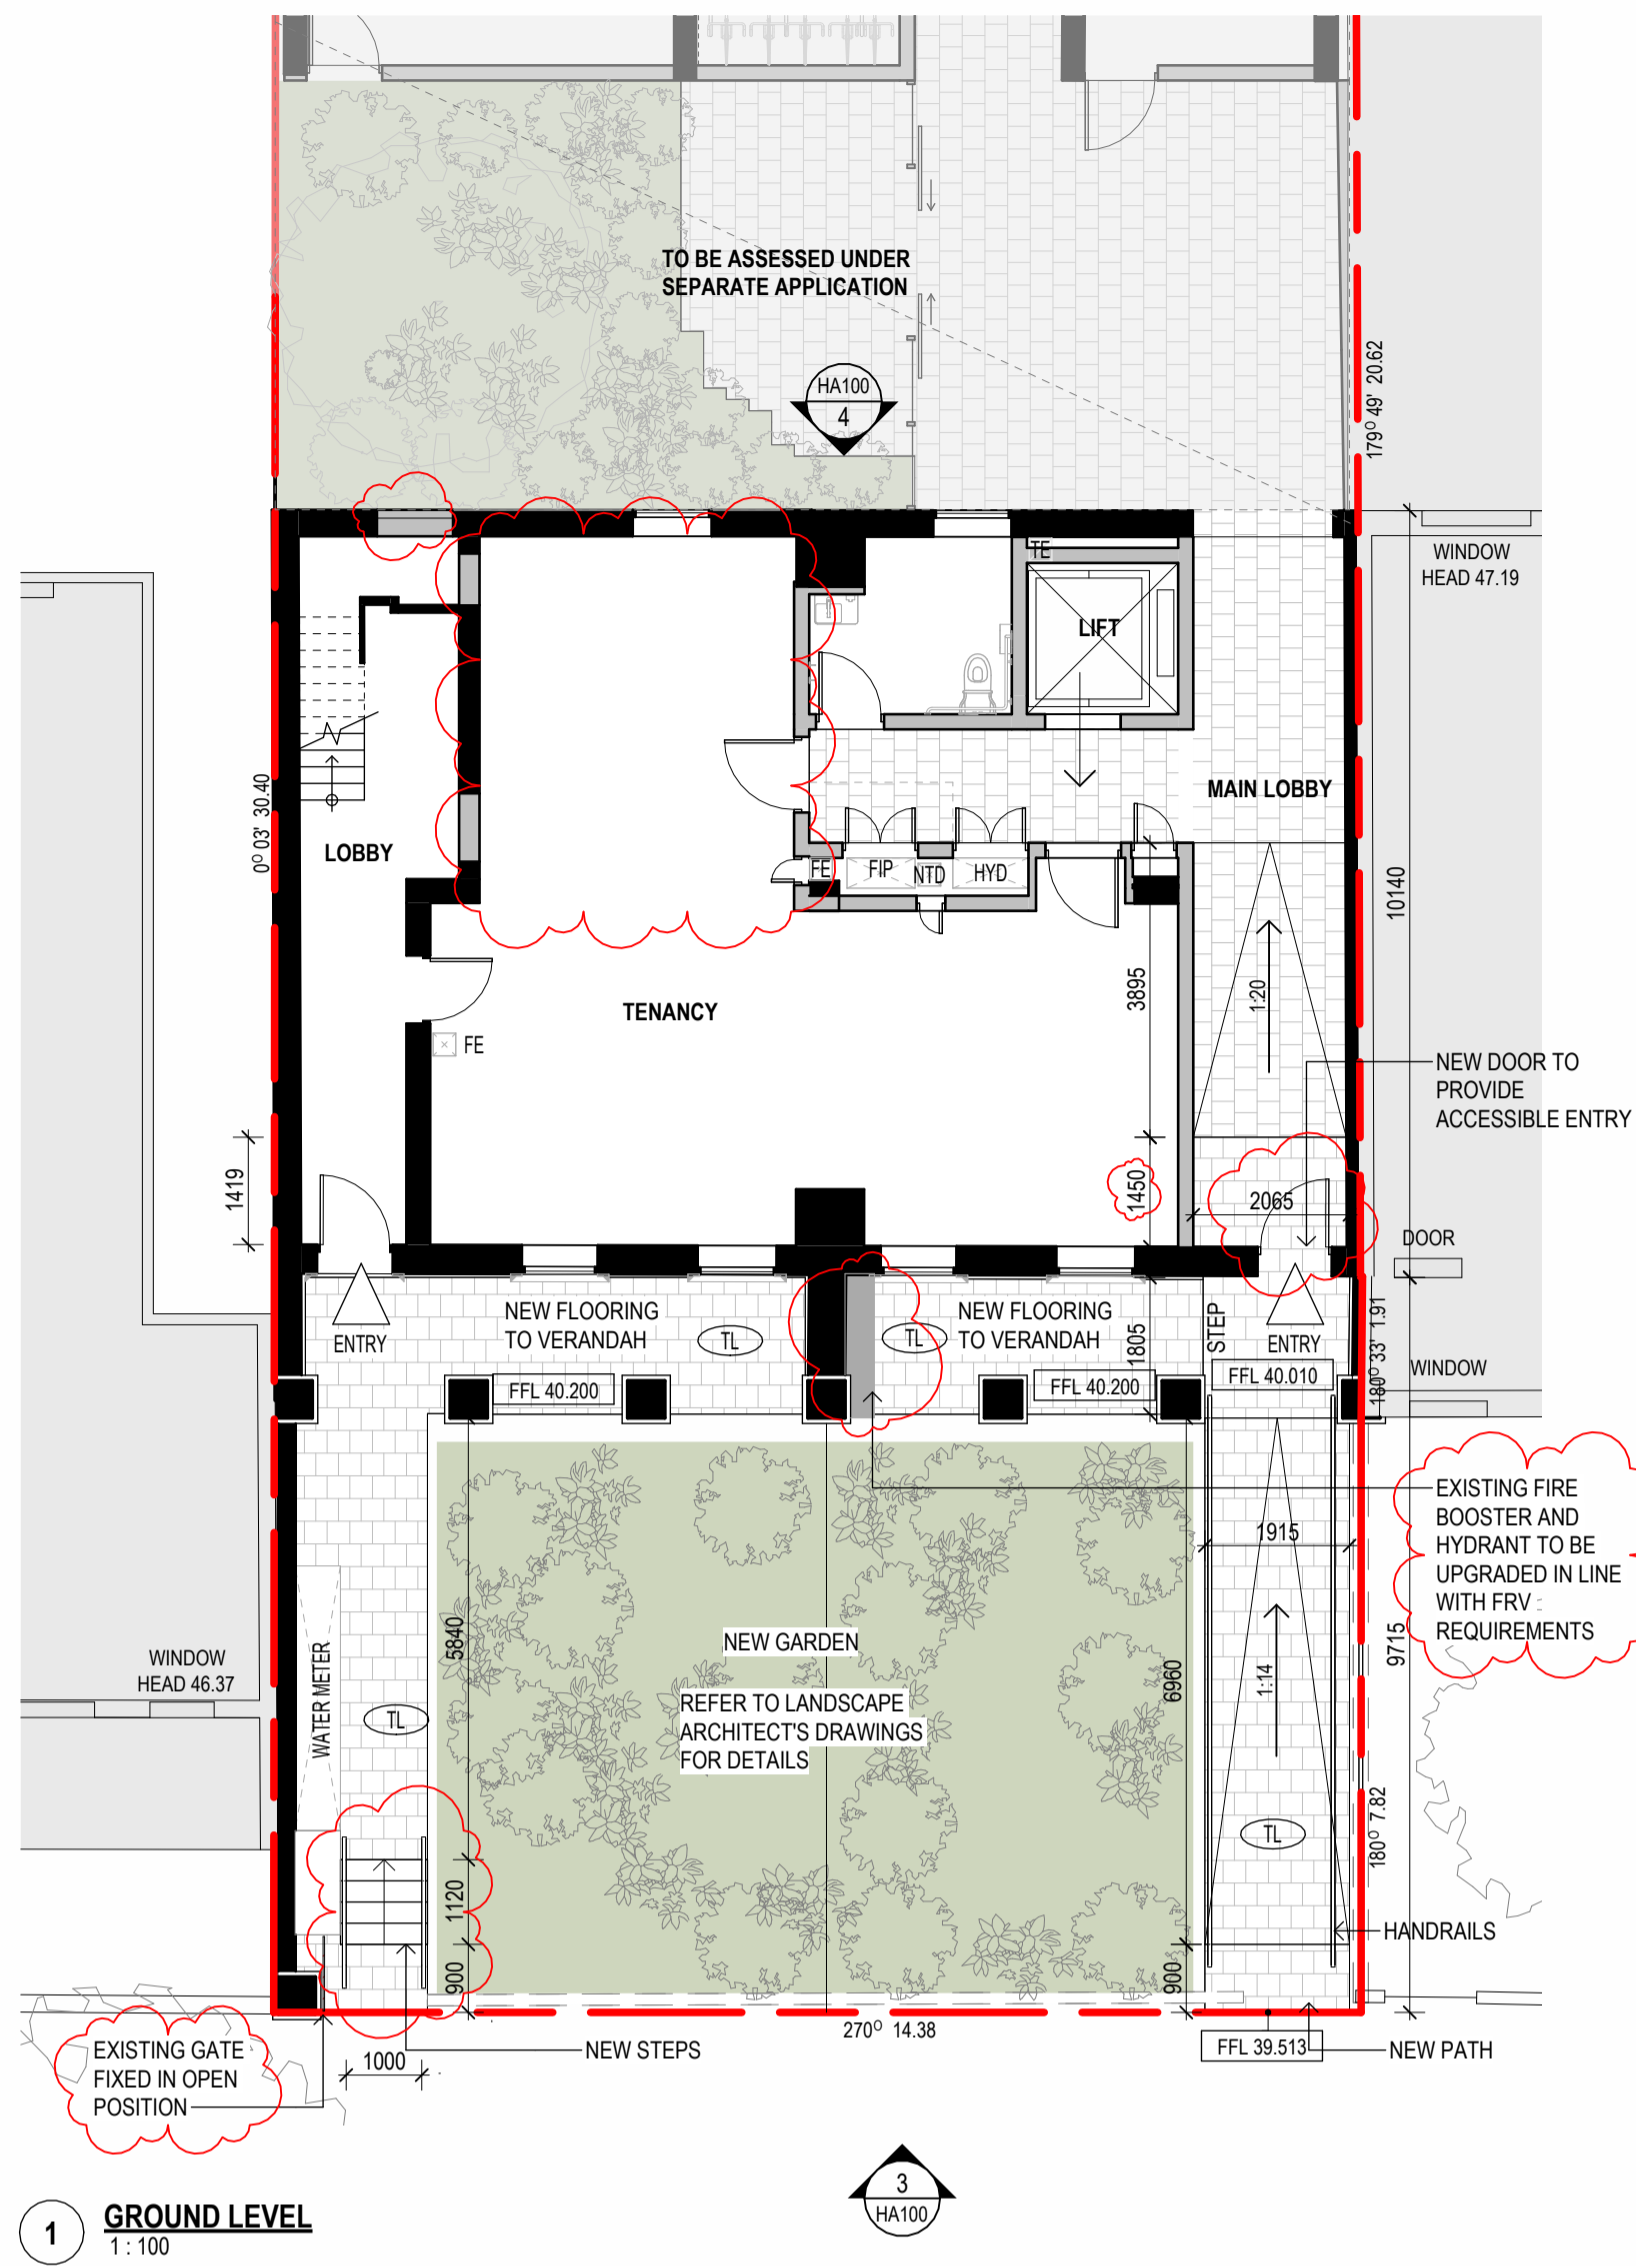 TO BE ASSESSED UNDER
SEPARATE APPLICATION
HA100
4
179° 49' 20.62
WINDOW
HEAD 47.19
TE
LIFT
MAIN LOBBY
0° 03' 30.40
LOBBY
FE
FIP
NTD
HYD
10140
3895
1:20
TENANCY
FE
NEW DOOR TO
PROVIDE
ACCESSIBLE ENTRY
1419
1450
2065
DOOR
NEW FLOORING
TO VERANDAH
TL
TL
NEW FLOORING
TO VERANDAH
1805
STEP
ENTRY
ENTRY
180° 33' 1.91
WINDOW
FFL 40.200
FFL 40.200
FFL 40.010
EXISTING FIRE
BOOSTER AND
HYDRANT TO BE
UPGRADED IN LINE
WITH FRV
REQUIREMENTS
1915
5840
NEW GARDEN
9715
WINDOW
HEAD 46.37
WATER METER
TL
REFER TO LANDSCAPE
ARCHITECT'S DRAWINGS
FOR DETAILS
6960
1:14
TL
180° 7.82
1120
HANDRAILS
900
900
270° 14.38
EXISTING GATE
FIXED IN OPEN
POSITION
1000
NEW STEPS
FFL 39.513
NEW PATH
3
HA100
1
GROUND LEVEL
1 : 100